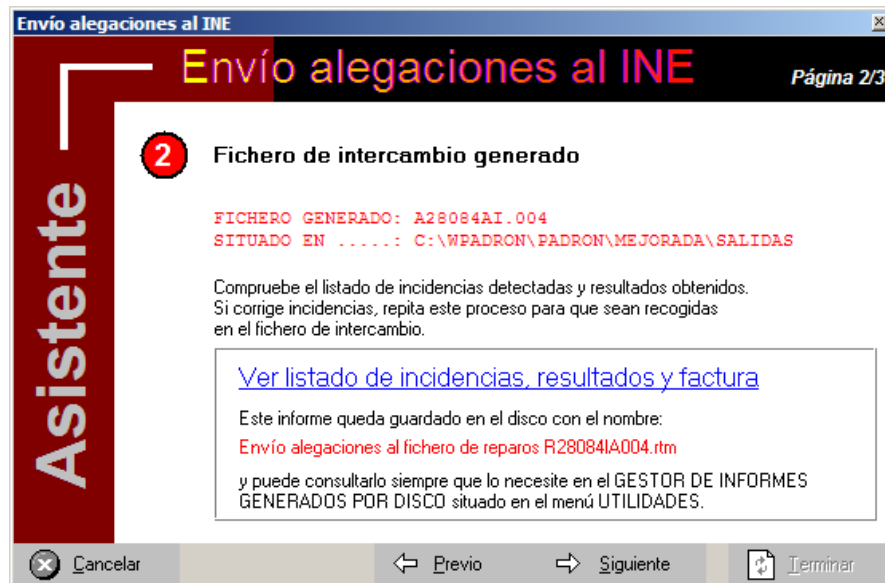 Envío alegaciones al INE
Envío alegaciones al INE
Página 2/3
Asistente
2 Fichero de intercambio generado
FICHERO GENERADO: A28084AI.004
SITUADO EN .....: C:\WPADRON\PADRON\MEJORADA\SALIDAS
Compruebe el listado de incidencias detectadas y resultados obtenidos.
Si corrige incidencias, repita este proceso para que sean recogidas
en el fichero de intercambio.
Ver listado de incidencias, resultados y factura
Este informe queda guardado en el disco con el nombre:
Envío alegaciones al fichero de reparos R28084IA004.rtm
y puede consultarlo siempre que lo necesite en el GESTOR DE INFORMES
GENERADOS POR DISCO situado en el menú UTILIDADES.
Cancelar
Previo
Siguiente
Terminar